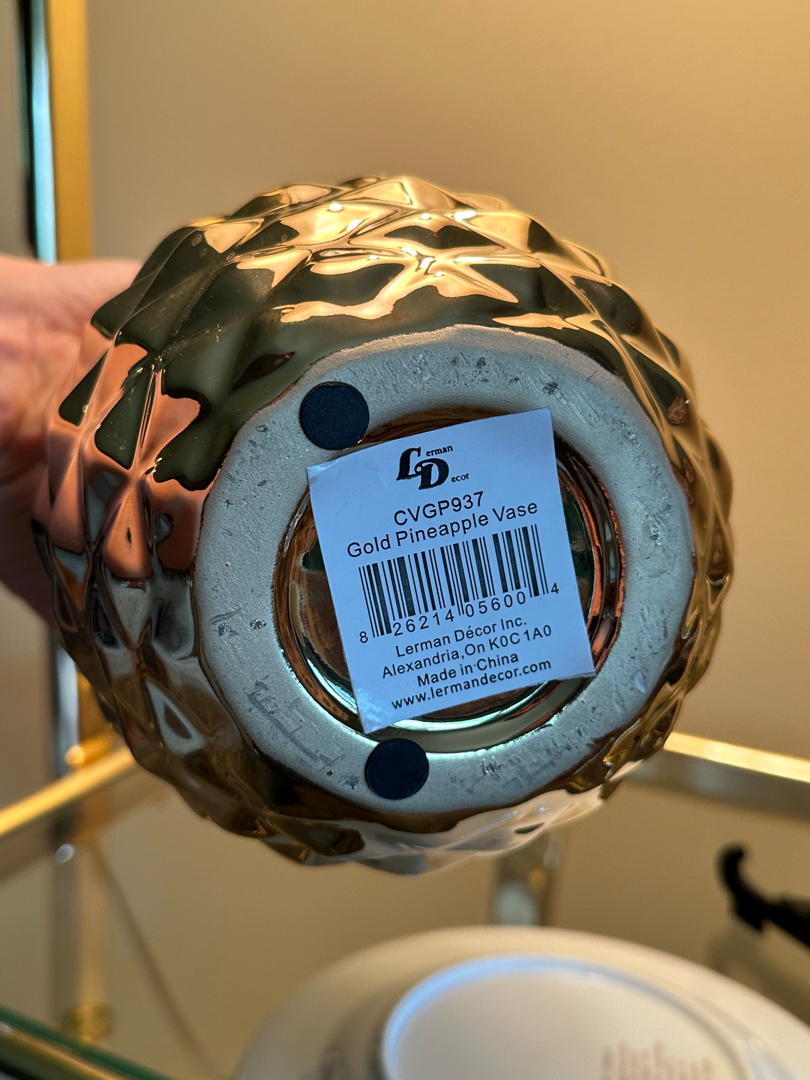 Lerman
Decor
CVGP937
Gold Pineapple Vase
8 26214 05600 4
Lerman Décor Inc.
Alexandria,On K0C 1A0
Made in China
www.lermandecor.com